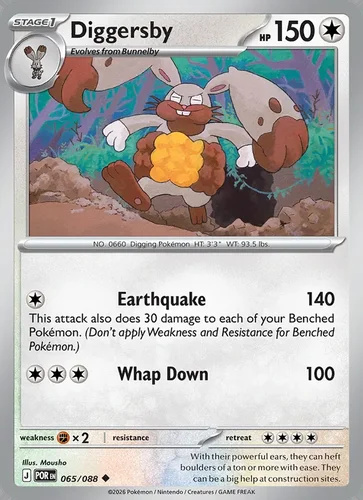 STAGE 1 Diggersby HP 150
Evolves from Bunnelby
NO. 0660 Digging Pokémon HT: 3'3" WT: 93.5 lbs.
Earthquake 140
This attack also does 30 damage to each of your Benched
Pokémon. (Don't apply Weakness and Resistance for Benched
Pokémon.)
Whap Down 100
weakness ×2 resistance retreat
Illus. Mousho
J POR EN 065/088
With their powerful ears, they can heft
boulders of a ton or more with ease. They
can be a big help at construction sites.
©2026 Pokémon / Nintendo / Creatures / GAME FREAK